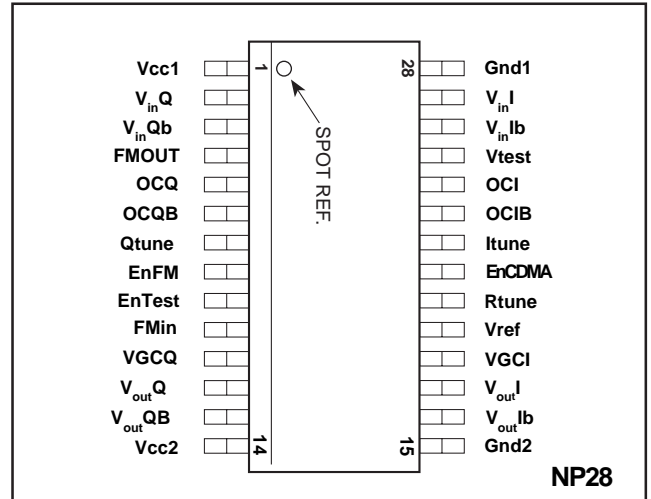 Vcc1
VinQ
VinQb
FMOUT
OCQ
OCQB
Qtune
EnFM
EnTest
FMin
VGCQ
VoutQ
VoutQB
Vcc2
1
28
SPOT REF.
14
15
Gnd1
VinI
VinIb
Vtest
OCI
OCIB
Itune
EnCDMA
Rtune
Vref
VGCI
VoutI
VoutIb
Gnd2
NP28